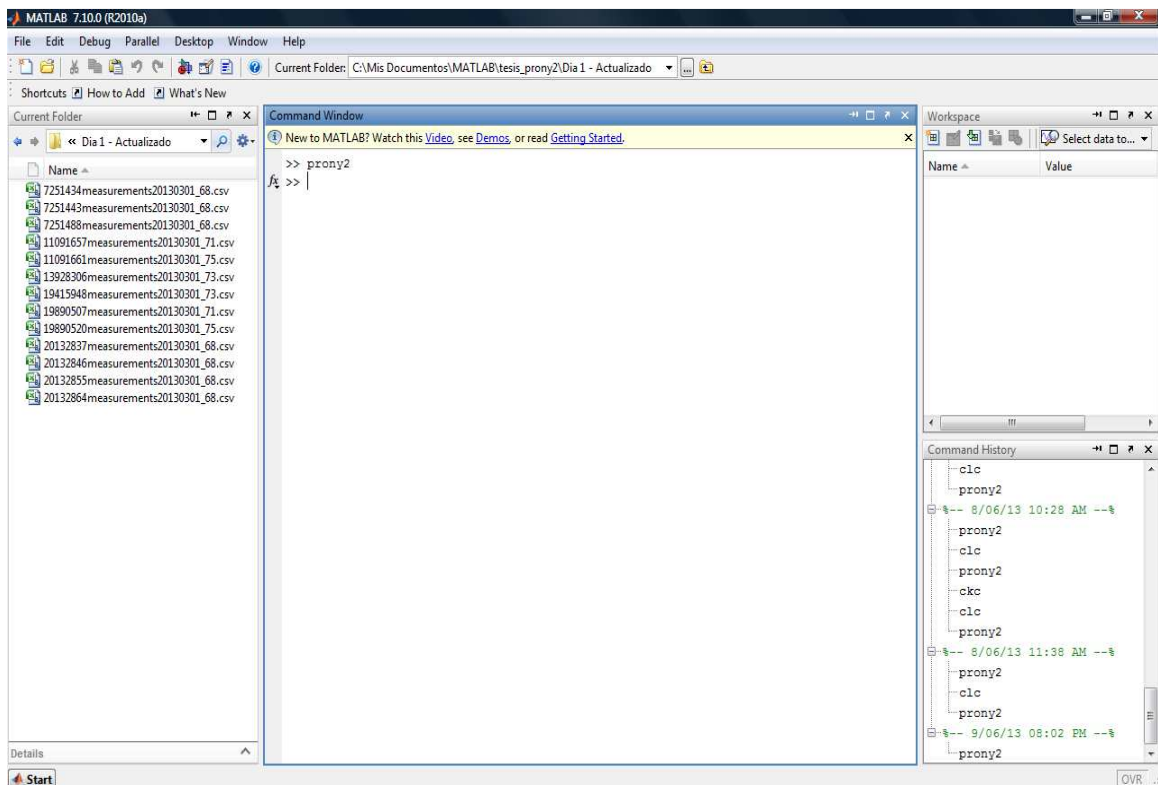 MATLAB 7.10.0 (R2010a)
File Edit Debug Parallel Desktop Window Help
Current Folder: C:\Mis Documentos\MATLAB\tesis_prony2\Dia 1 - Actualizado
Shortcuts How to Add What's New
Current Folder
« Dia 1 - Actualizado
Name
7251434measurements20130301_68.csv
7251443measurements20130301_68.csv
7251488measurements20130301_68.csv
11091657measurements20130301_71.csv
11091661measurements20130301_75.csv
13928306measurements20130301_73.csv
19415948measurements20130301_73.csv
19890507measurements20130301_71.csv
19890520measurements20130301_75.csv
20132837measurements20130301_68.csv
20132846measurements20130301_68.csv
20132855measurements20130301_68.csv
20132864measurements20130301_68.csv
Details
Start
Command Window
New to MATLAB? Watch this Video, see Demos, or read Getting Started.
>> prony2
fx >>
Workspace
Select data to...
Name Value
Command History
clc
prony2
%-- 8/06/13 10:28 AM --%
prony2
clc
prony2
ckc
clc
prony2
%-- 8/06/13 11:38 AM --%
prony2
clc
prony2
%-- 9/06/13 08:02 PM --%
prony2
OVR